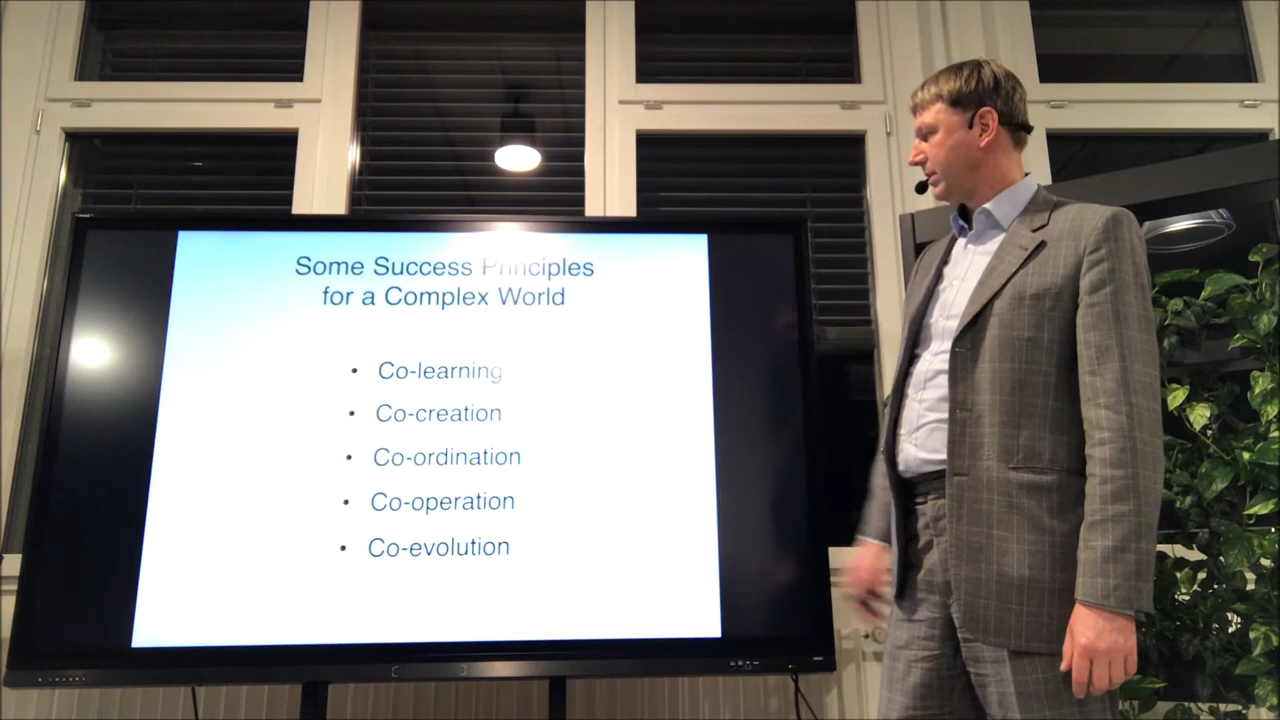 Some Success Principles
for a Complex World
• Co-learning
• Co-creation
• Co-ordination
• Co-operation
• Co-evolution